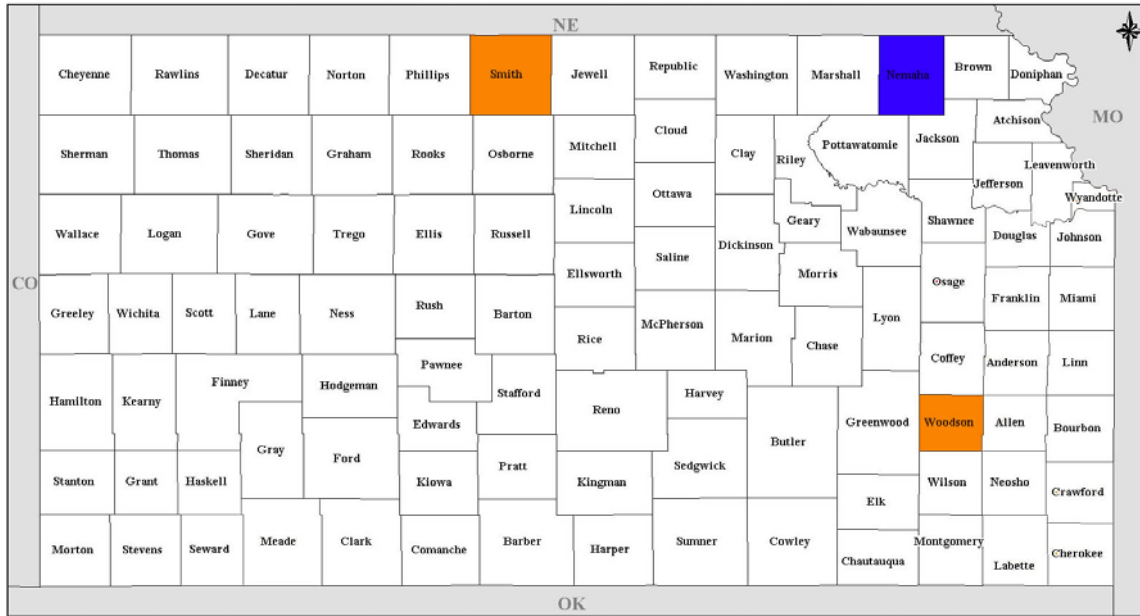 NE
Cheyenne Rawlins Decatur Norton Phillips Smith Jewell Republic Washington Marshall Nemaha Brown Doniphan
MO
Sherman Thomas Sheridan Graham Rooks Osborne Mitchell Cloud Clay Riley Pottawatomie Jackson Atchison
Leavenworth
Jefferson
Wyandotte
Wallace Logan Gove Trego Ellis Russell Lincoln Ottawa Dickinson Geary Wabaunsee Shawnee Douglas Johnson
CO
Ellsworth Saline Morris Osage
Greeley Wichita Scott Lane Ness Rush Barton Rice McPherson Marion Chase Lyon Franklin Miami
Hamilton Kearny Finney Hodgeman Pawnee Stafford Reno Harvey Coffey Anderson Linn
Gray Ford Edwards Butler Greenwood Woodson Allen Bourbon
Stanton Grant Haskell Kiowa Pratt Kingman Sedgwick Elk Wilson Neosho Crawford
Morton Stevens Seward Meade Clark Comanche Barber Harper Sumner Cowley Chautauqua Montgomery Labette Cherokee
OK